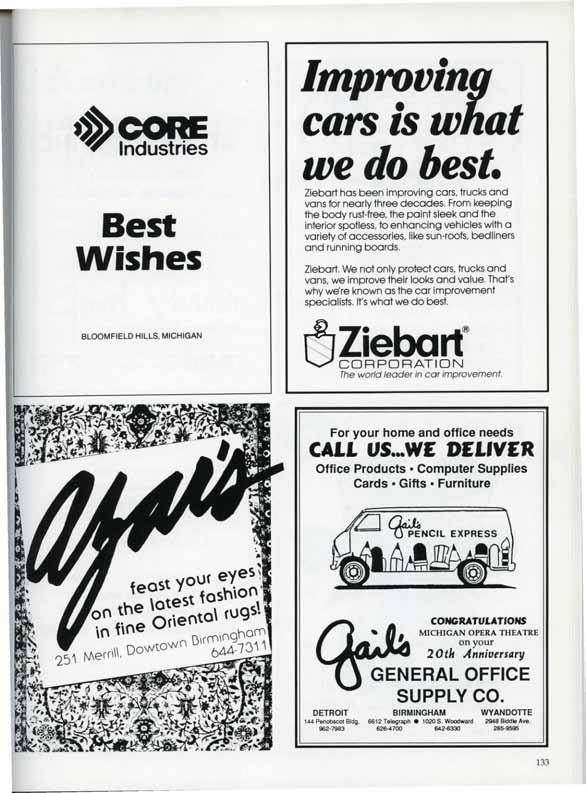 CORE
Industries
Best
Wishes
BLOOMFIELD HILLS, MICHIGAN
Improving
cars is what
we do best.
Ziebart has been improving cars, trucks and
vans for nearly three decades. From keeping
the body rust-free, the paint sleek and the
interior spotless, to enhancing vehicles with a
variety of accessories, like sun-roofs, bedliners
and running boards.
Ziebart. We not only protect cars, trucks and
vans, we improve their looks and value. That's
why we're known as the car improvement
specialists. It's what we do best.
Ziebart®
CORPORATION
The world leader in car improvement.
Azar's
feast your eyes
on the latest fashion
in fine Oriental rugs!
251 Merrill, Dowtown Birmingham
644-7311
For your home and office needs
CALL US...WE DELIVER
Office Products • Computer Supplies
Cards • Gifts • Furniture
Gail's
PENCIL EXPRESS
CONGRATULATIONS
MICHIGAN OPERA THEATRE
on your
20th Anniversary
Gail's
GENERAL OFFICE
SUPPLY CO.
DETROIT BIRMINGHAM WYANDOTTE
144 Penobscot Bldg. 6612 Telegraph ● 1020 S. Woodward 2948 Biddle Ave.
962-7983 626-4700 642-6330 285-9595
133